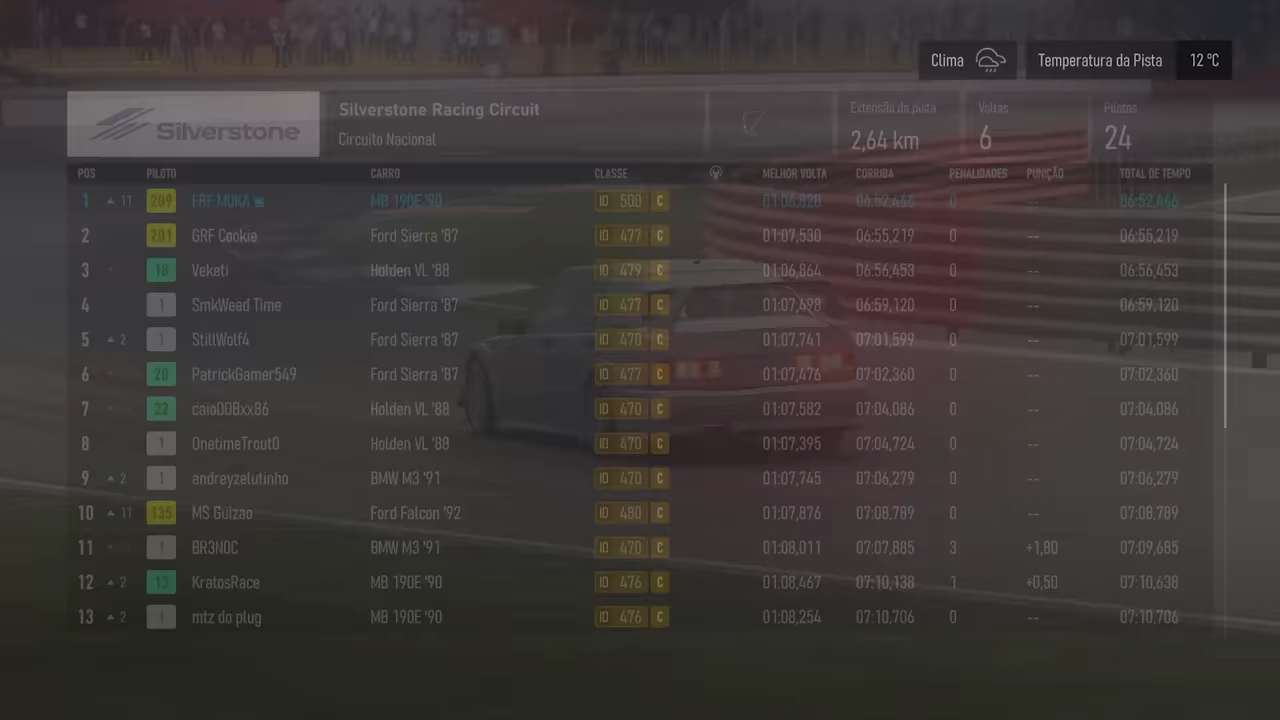 Clima Temperatura da Pista 12 ºC
Silverstone
Silverstone Racing Circuit
Circuito Nacional
Extensão da pista Voltas Pilotos
2,64 km 6 24
POS PILOTO CARRO CLASSE MELHOR VOLTA CORRIDA PENALIDADES PUNIÇÃO TOTAL DE TEMPO
1 11 209 FRF MUKA MB 190E '90 ID 500 C 01:06,828 06:52,466 0 -- 06:52,466
2 201 GRF Cookie Ford Sierra '87 ID 477 C 01:07,530 06:55,219 0 -- 06:55,219
3 18 Veketi Holden VL '88 ID 479 C 01:06,864 06:56,453 0 -- 06:56,453
4 1 SmkWeed Time Ford Sierra '87 ID 477 C 01:07,498 06:59,120 0 -- 06:59,120
5 2 1 StillWolf4 Ford Sierra '87 ID 470 C 01:07,741 07:01,599 0 -- 07:01,599
6 20 PatrickGamer549 Ford Sierra '87 ID 477 C 01:07,476 07:02,360 0 -- 07:02,360
7 22 caioDDBxx86 Holden VL '88 ID 470 C 01:07,582 07:04,086 0 -- 07:04,086
8 1 OnetimeTrout0 Holden VL '88 ID 470 C 01:07,395 07:04,724 0 -- 07:04,724
9 2 1 andreyzelutinho BMW M3 '91 ID 470 C 01:07,745 07:06,279 0 -- 07:06,279
10 11 135 MS Guizao Ford Falcon '92 ID 480 C 01:07,876 07:08,789 0 -- 07:08,789
11 1 BR3N0C BMW M3 '91 ID 470 C 01:08,011 07:07,885 3 +1,80 07:09,685
12 2 13 KratosRace MB 190E '90 ID 476 C 01:08,467 07:10,138 1 +0,50 07:10,638
13 2 1 mtz do plug MB 190E '90 ID 476 C 01:08,254 07:10,706 0 -- 07:10,706